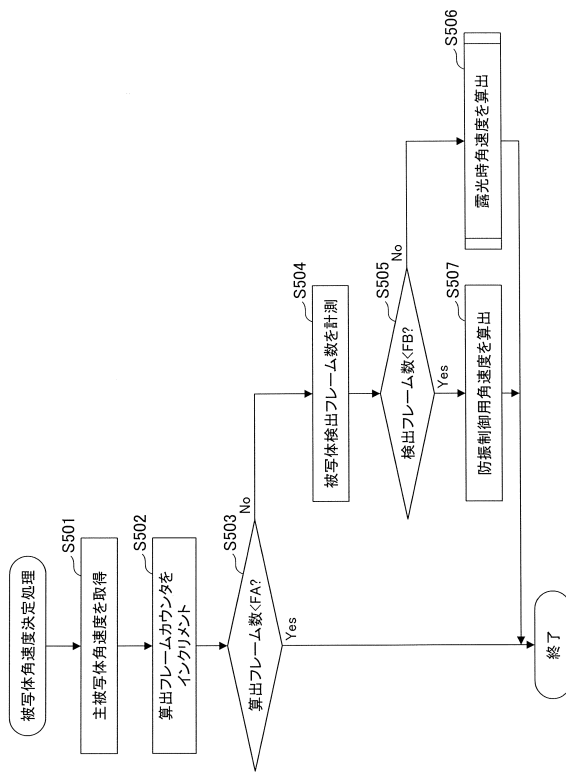 被写体角速度決定処理
S501
主被写体角速度を取得
S502
算出フレームカウンタを
インクリメント
S503
算出フレーム数<FA?
No
Yes
S504
被写体検出フレーム数を計測
S505
検出フレーム数<FB?
No
Yes
S507
防振制御用角速度を算出
S506
露光時角速度を算出
終了